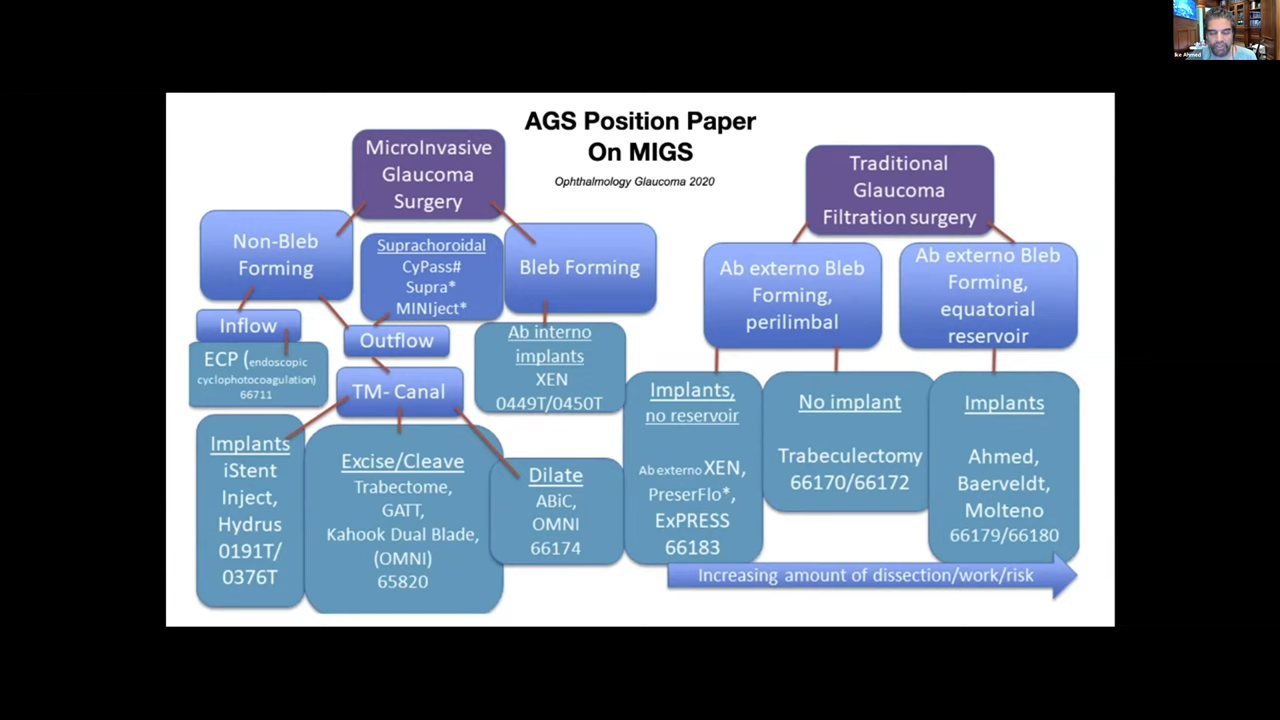 Ike Ahmed
AGS Position Paper
On MIGS
Ophthalmology Glaucoma 2020
MicroInvasive
Glaucoma
Surgery
Non-Bleb
Forming
Suprachoroidal
CyPass#
Supra*
MINIject*
Bleb Forming
Inflow
Outflow
ECP (endoscopic
cyclophotocoagulation)
66711
TM- Canal
Ab interno
implants
XEN
0449T/0450T
Implants
iStent
Inject,
Hydrus
0191T/
0376T
Excise/Cleave
Trabectome,
GATT,
Kahook Dual Blade,
(OMNI)
65820
Dilate
ABiC,
OMNI
66174
Traditional
Glaucoma
Filtration surgery
Ab externo Bleb
Forming,
perilimbal
Ab externo Bleb
Forming,
equatorial
reservoir
Implants,
no reservoir
Ab externo XEN,
PreserFlo*,
ExPRESS
66183
No implant
Trabeculectomy
66170/66172
Implants
Ahmed,
Baerveldt,
Molteno
66179/66180
Increasing amount of dissection/work/risk